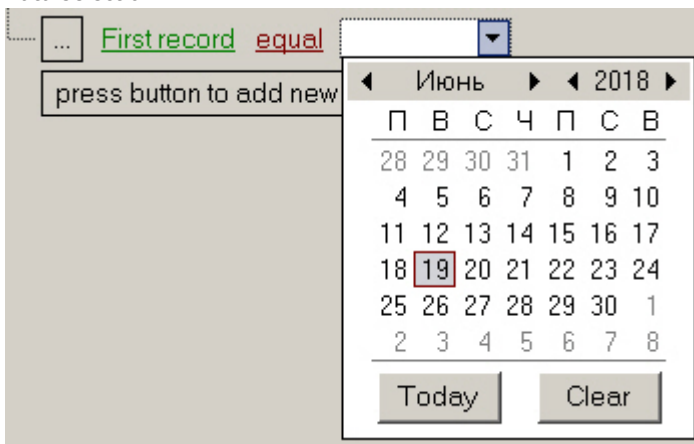 ... First record equal
press button to add new
Июнь 2018
П В С Ч П С В
28 29 30 31 1 2 3
4 5 6 7 8 9 10
11 12 13 14 15 16 17
18 19 20 21 22 23 24
25 26 27 28 29 30 1
2 3 4 5 6 7 8
Today Clear